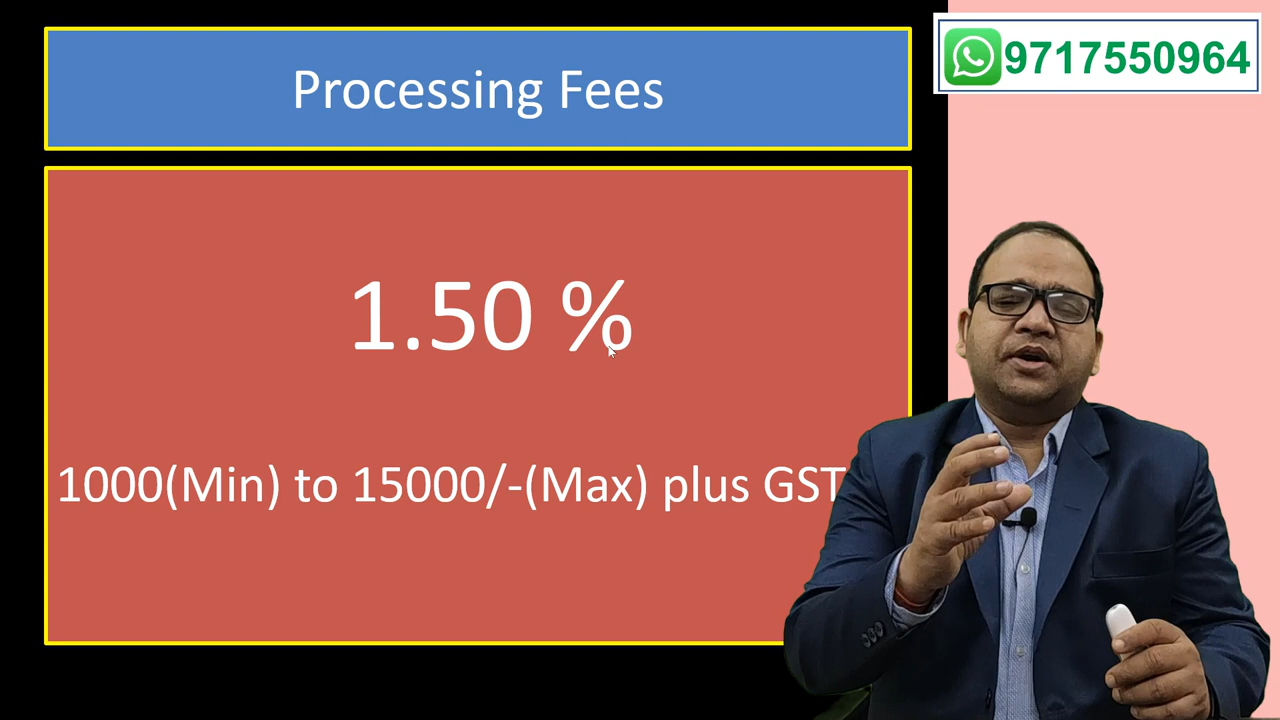 Processing Fees
9717550964
1.50 %
1000(Min) to 15000/-(Max) plus GST